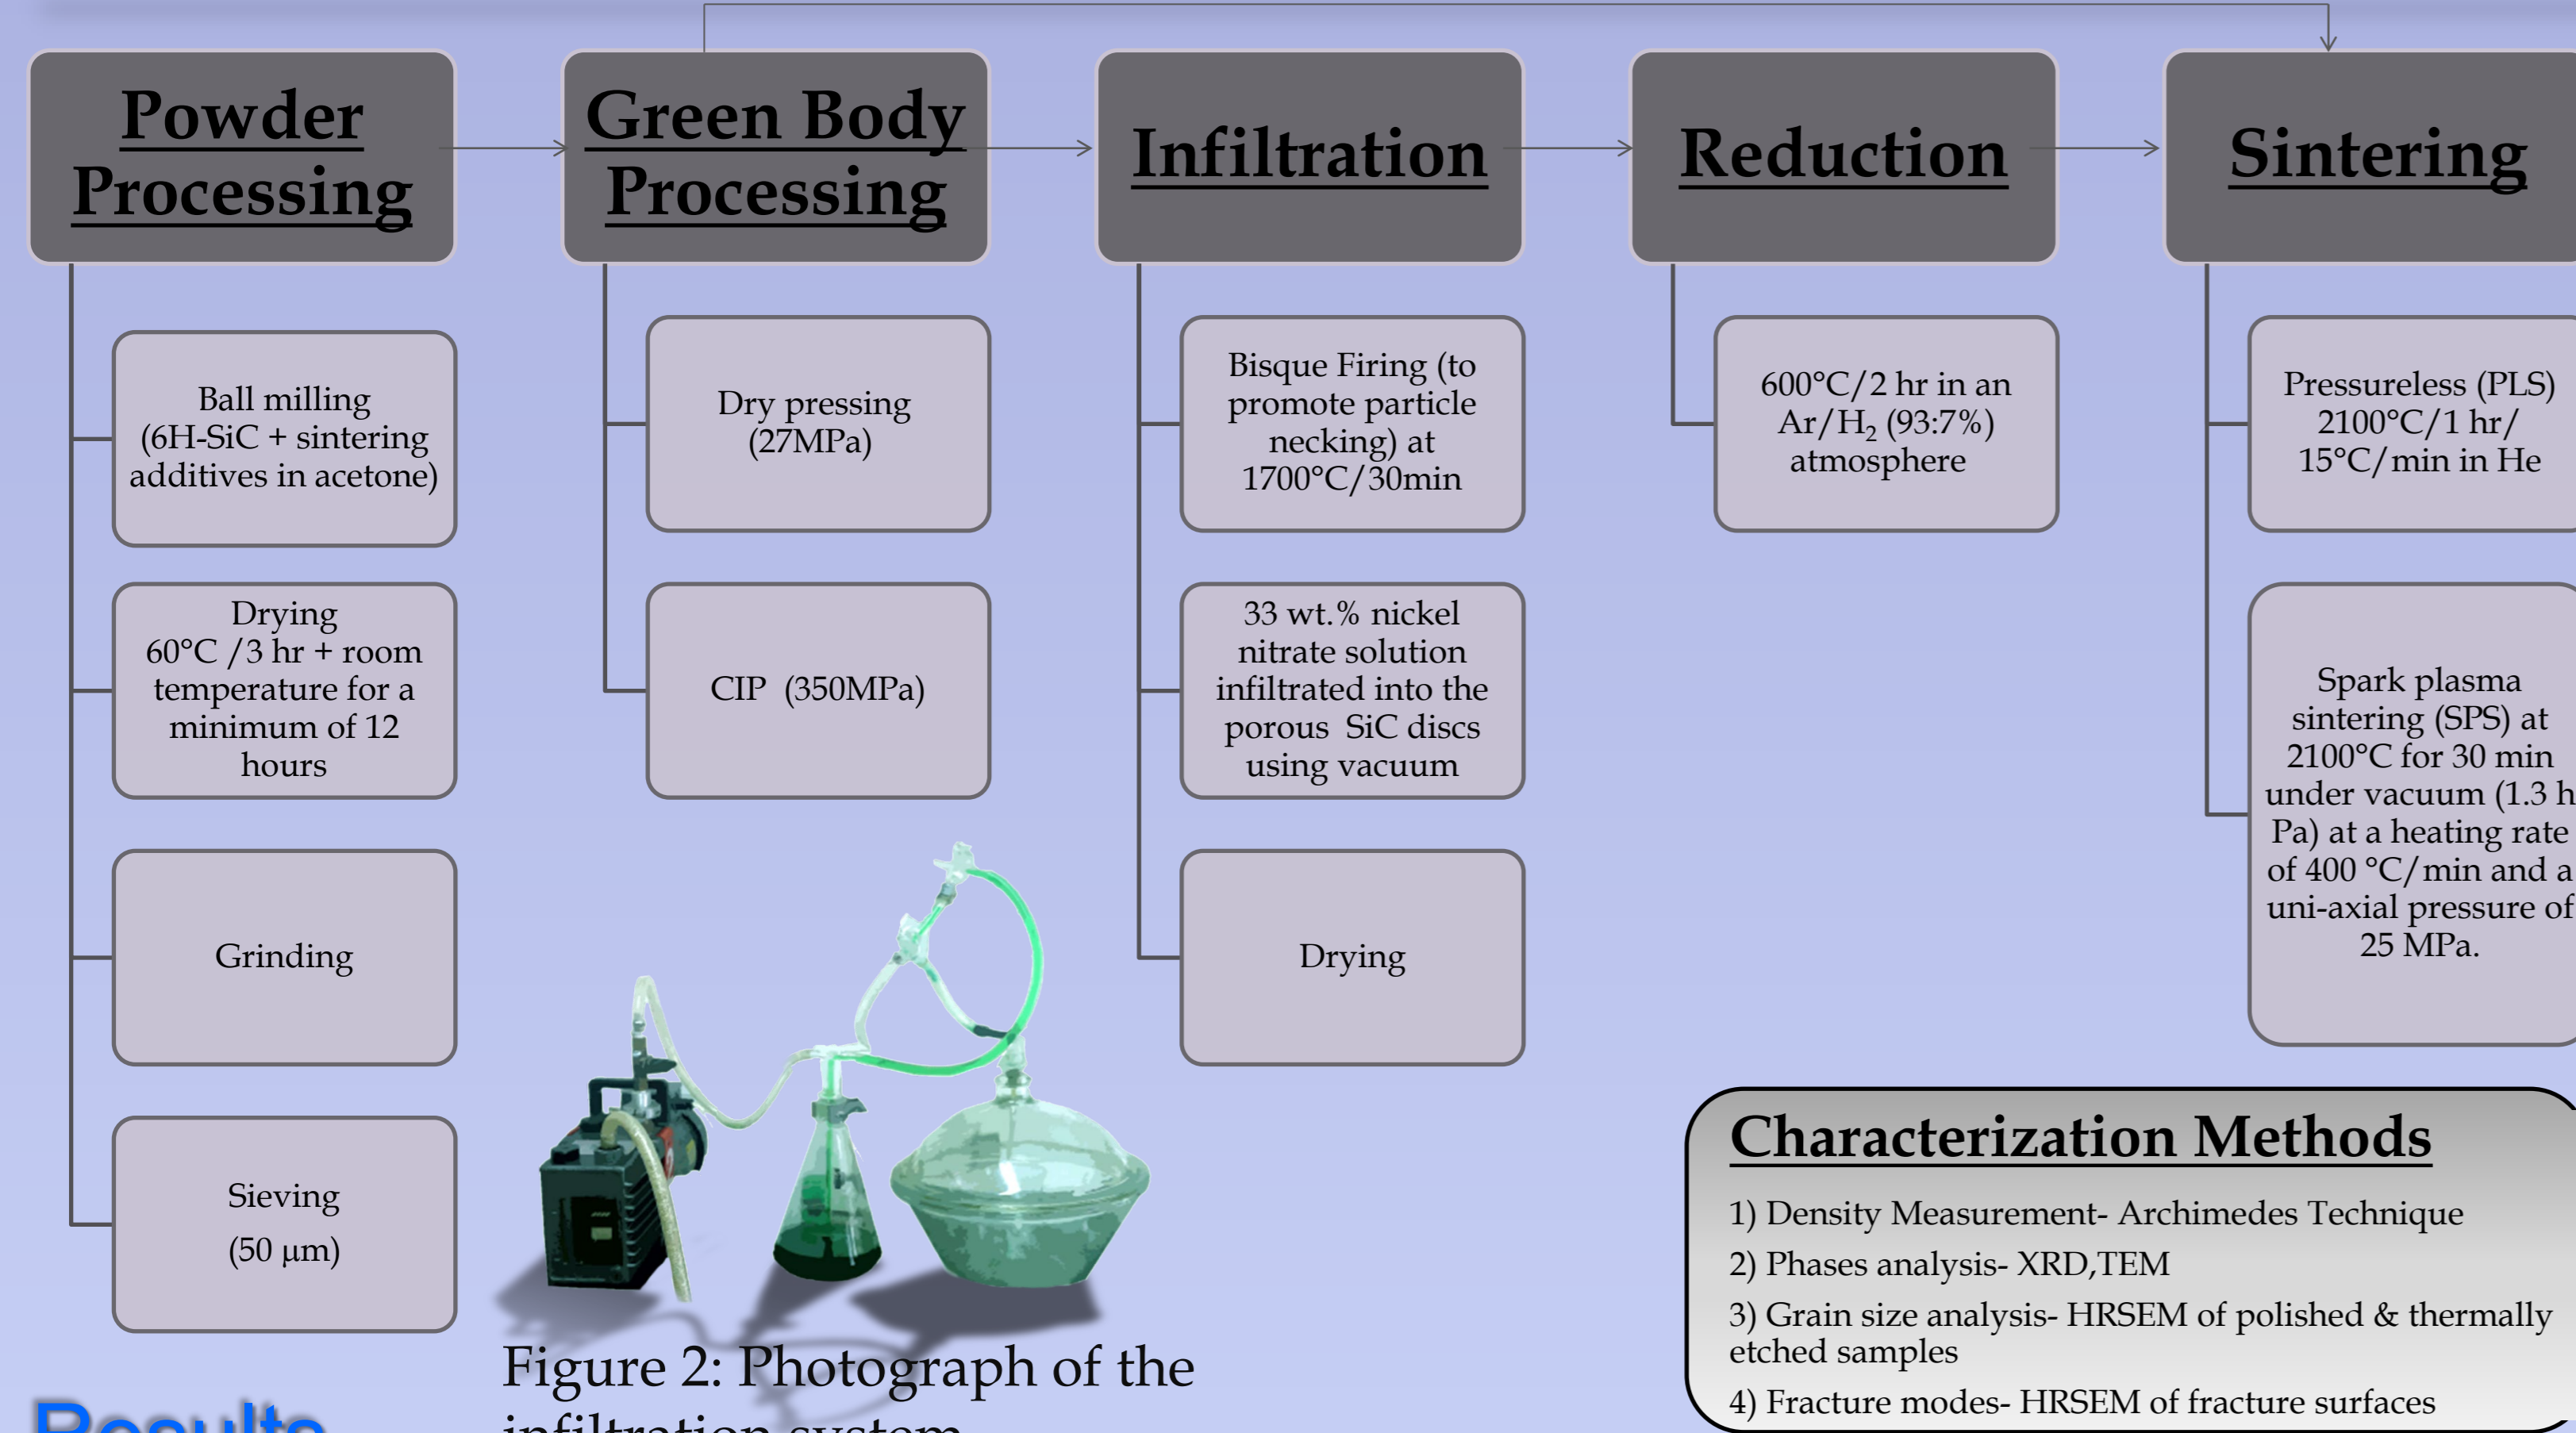 Powder
Processing
Ball milling
(6H-SiC + sintering
additives in acetone)
Drying
60°C /3 hr + room
temperature for a
minimum of 12
hours
Grinding
Sieving
(50 µm)
Green Body
Processing
Dry pressing
(27MPa)
CIP (350MPa)
Infiltration
Bisque Firing (to
promote particle
necking) at
1700°C/30min
33 wt.% nickel
nitrate solution
infiltrated into the
porous SiC discs
using vacuum
Drying
Reduction
600°C/2 hr in an
Ar/H₂ (93:7%)
atmosphere
Sintering
Pressureless (PLS)
2100°C/1 hr/
15°C/min in He
Spark plasma
sintering (SPS) at
2100°C for 30 min
under vacuum (1.3 h
Pa) at a heating rate
of 400 °C/min and a
uni-axial pressure of
25 MPa.
Figure 2: Photograph of the
infiltration system
Characterization Methods
1) Density Measurement- Archimedes Technique
2) Phases analysis- XRD,TEM
3) Grain size analysis- HRSEM of polished & thermally
etched samples
4) Fracture modes- HRSEM of fracture surfaces
Results